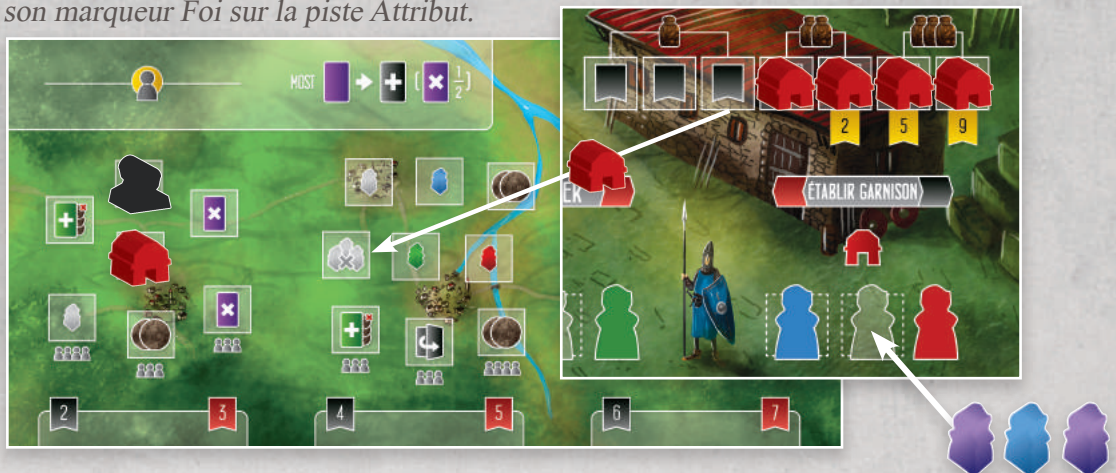 son marqueur Foi sur la piste Attribut.
MOST + ( × 1/2 )
2 5 9
EK
ÉTABLIR GARNISON
2 3 4 5 6 7